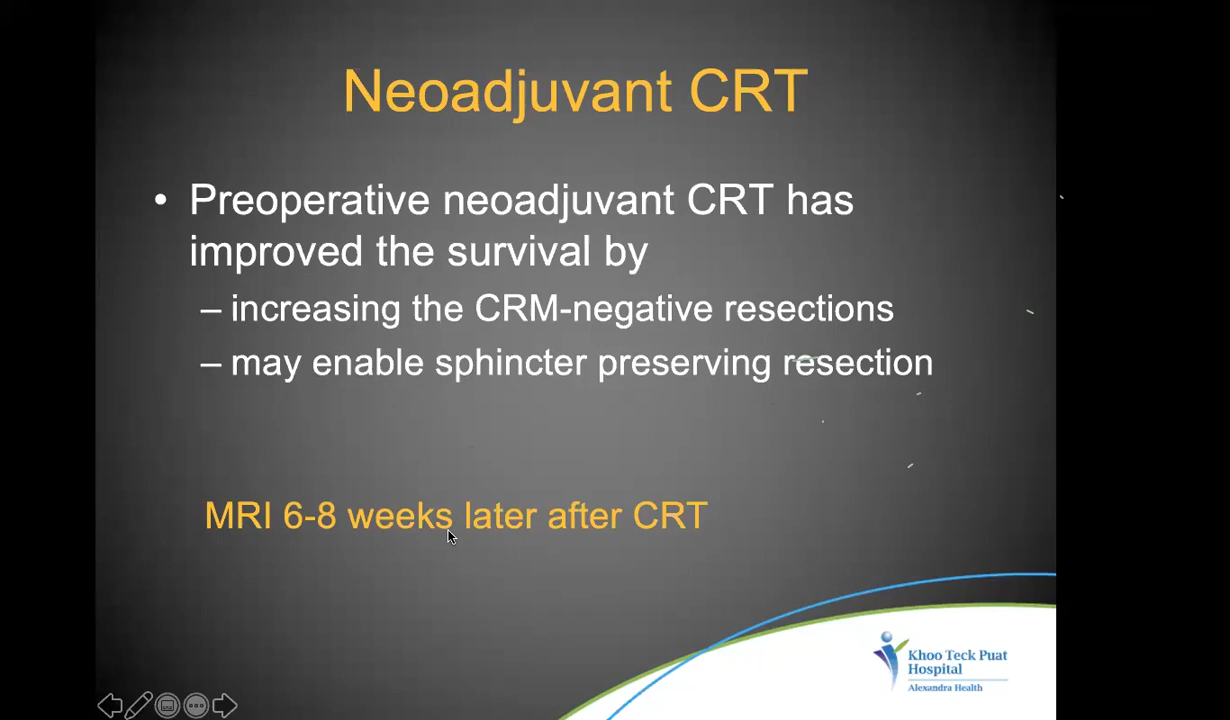 Neoadjuvant CRT
• Preoperative neoadjuvant CRT has
improved the survival by
– increasing the CRM-negative resections
– may enable sphincter preserving resection
MRI 6-8 weeks later after CRT
Khoo Teck Puat
Hospital
Alexandra Health